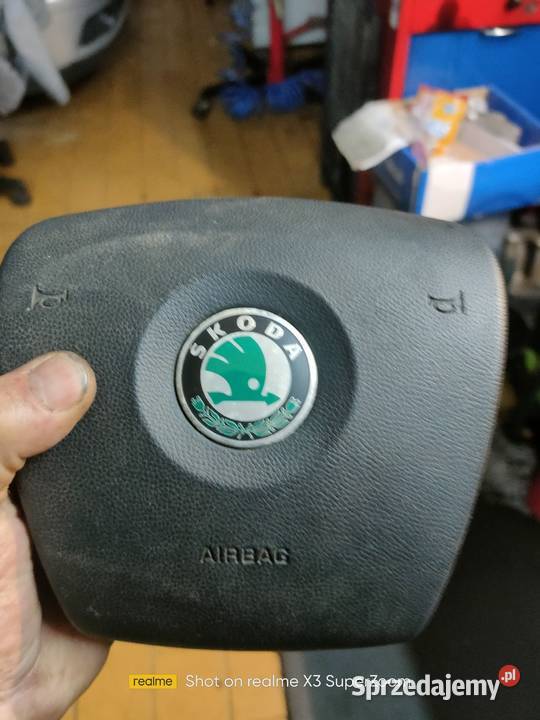 SKODA
AIRBAG
realme Shot on realme X3 SuperZoom
Sprzedajemy.pl